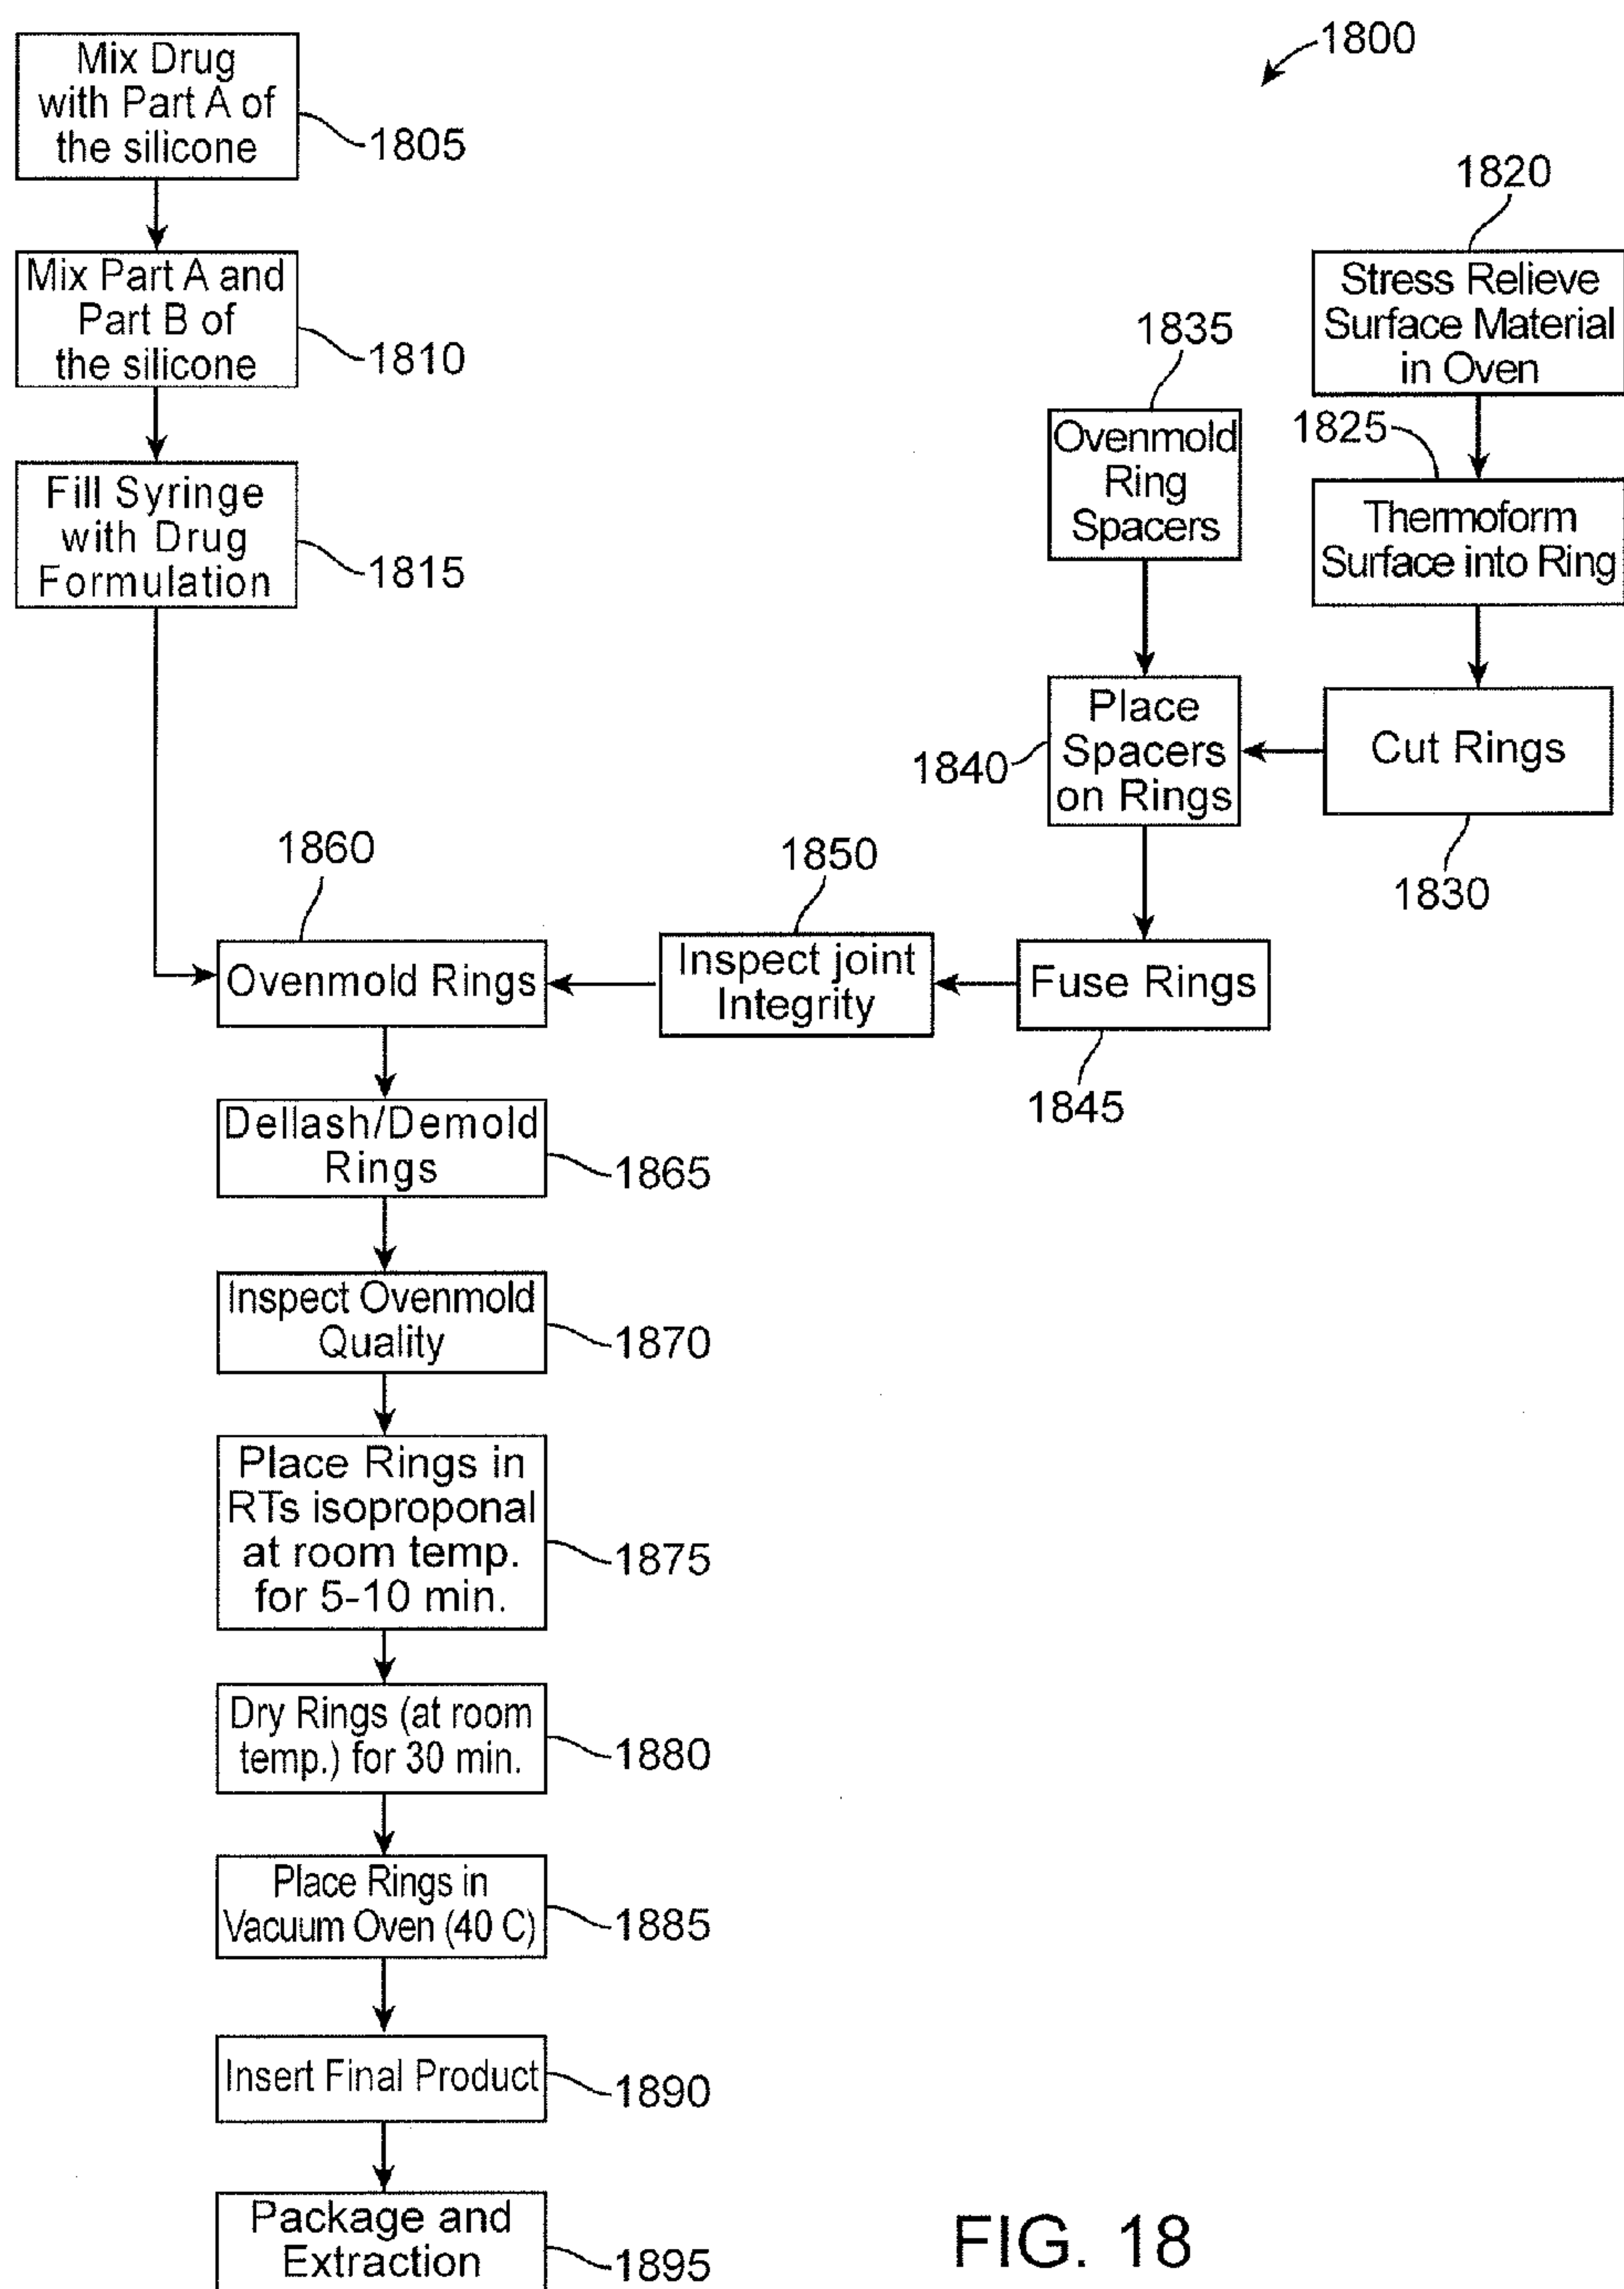 1800
Mix Drug
with Part A of
the silicone
1805
Mix Part A and
Part B of
the silicone
1810
Fill Syringe
with Drug
Formulation
1815
1820
Stress Relieve
Surface Material
in Oven
1825
Thermoform
Surface into Ring
Cut Rings
1830
1835
Ovenmold
Ring
Spacers
1840
Place
Spacers
on Rings
Fuse Rings
1845
1850
Inspect joint
Integrity
1860
Ovenmold Rings
Dellash/Demold
Rings
1865
Inspect Ovenmold
Quality
1870
Place Rings in
RTs isoproponal
at room temp.
for 5-10 min.
1875
Dry Rings (at room
temp.) for 30 min.
1880
Place Rings in
Vacuum Oven (40 C)
1885
Insert Final Product
1890
Package and
Extraction
1895
FIG. 18